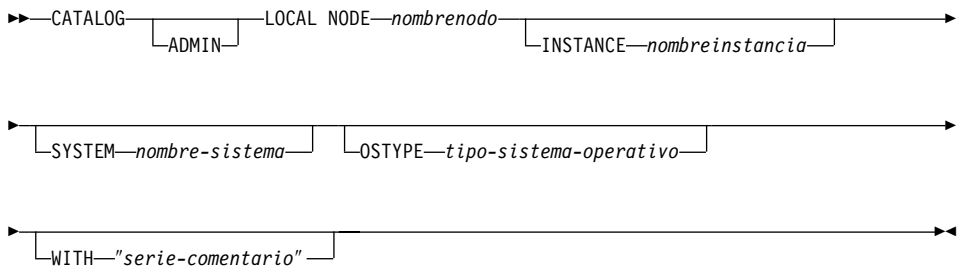 CATALOG ADMIN LOCAL NODE nombrenodo INSTANCE nombreinstancia
SYSTEM nombre-sistema OSTYPE tipo-sistema-operativo
WITH "serie-comentario"